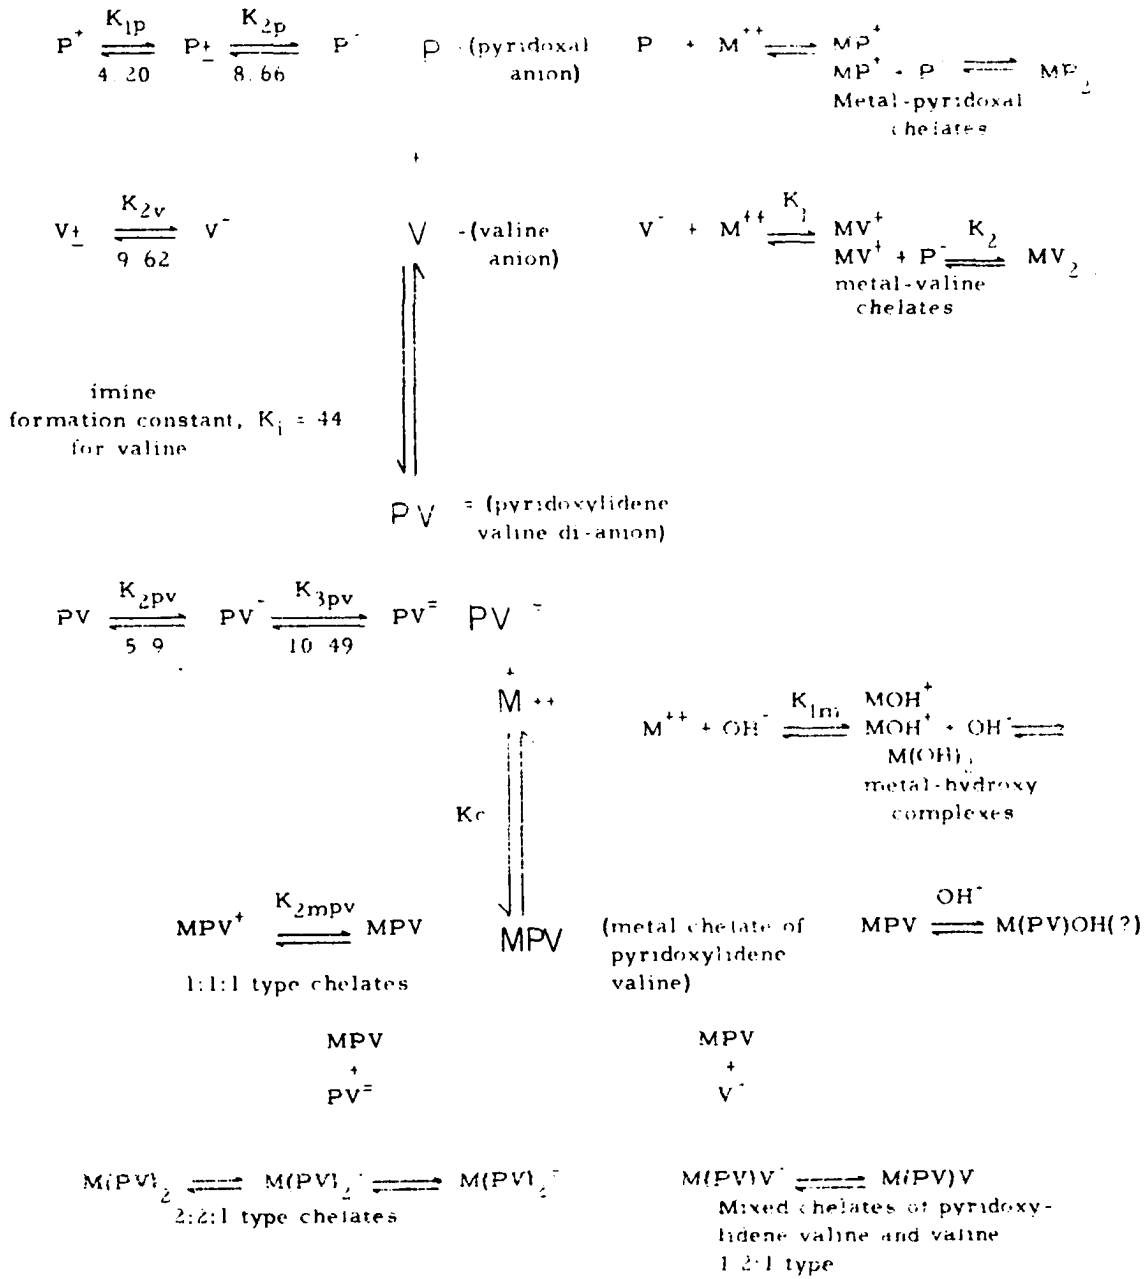 K1p K2p
P+ ⇌ P± ⇌ P- P -(pyridoxal P + M++ ⇌ MP+
4.20 8.66 anion) MP+ + P ⇌ MP2
Metal-pyridoxal
chelates
+
K2v K1
V± ⇌ V- V -(valine V- + M++ ⇌ MV+ K2
9 62 anion) MV+ + P- ⇌ MV2
metal-valine
chelates
imine
formation constant, Ki = 44
for valine
PV = (pyridoxylidene
valine di-anion)
K2pv K3pv
PV ⇌ PV- ⇌ PV= PV =
5 9 10 49
+
M ++ K1m MOH+
M++ + OH- ⇌ MOH+ + OH- ⇌
M(OH)
metal-hydroxy
Kc complexes
K2mpv OH-
MPV+ ⇌ MPV MPV (metal chelate of MPV ⇌ M(PV)OH(?)
pyridoxylidene
1:1:1 type chelates valine)
MPV MPV
+ +
PV= V-
M(PV)2 ⇌ M(PV)2- ⇌ M(PV)2= M(PV)V- ⇌ M(PV)V
2:2:1 type chelates Mixed chelates of pyridoxy-
lidene valine and valine
1 2:1 type